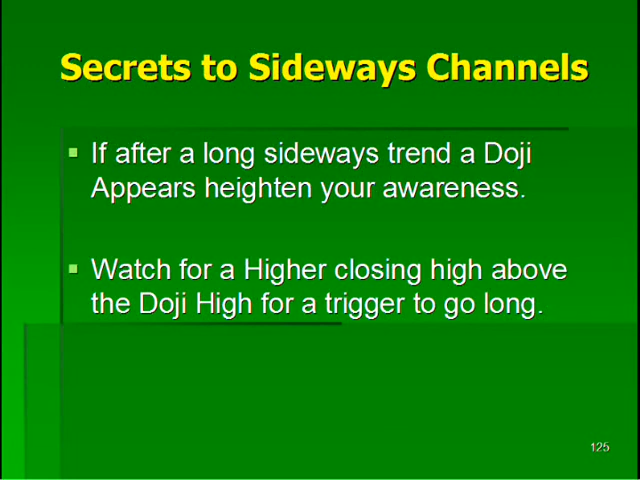 Secrets to Sideways Channels
▪ If after a long sideways trend a Doji
Appears heighten your awareness.
▪ Watch for a Higher closing high above
the Doji High for a trigger to go long.
125